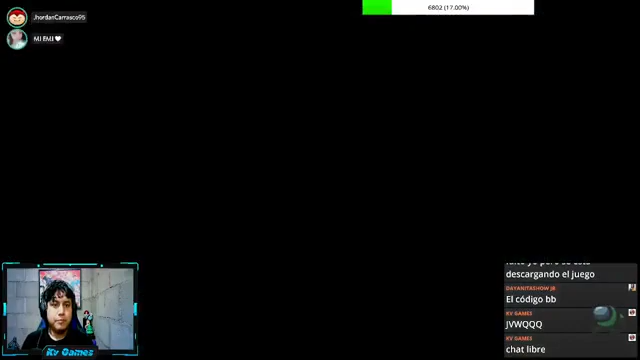 JhordanCarrasco95
6802 (17.00%)
MI EMI
descargando el juego
DAYANITASHOW JB
El código bb
KV GAMES
JVWQQQ
KV GAMES
chat libre
Kv Games